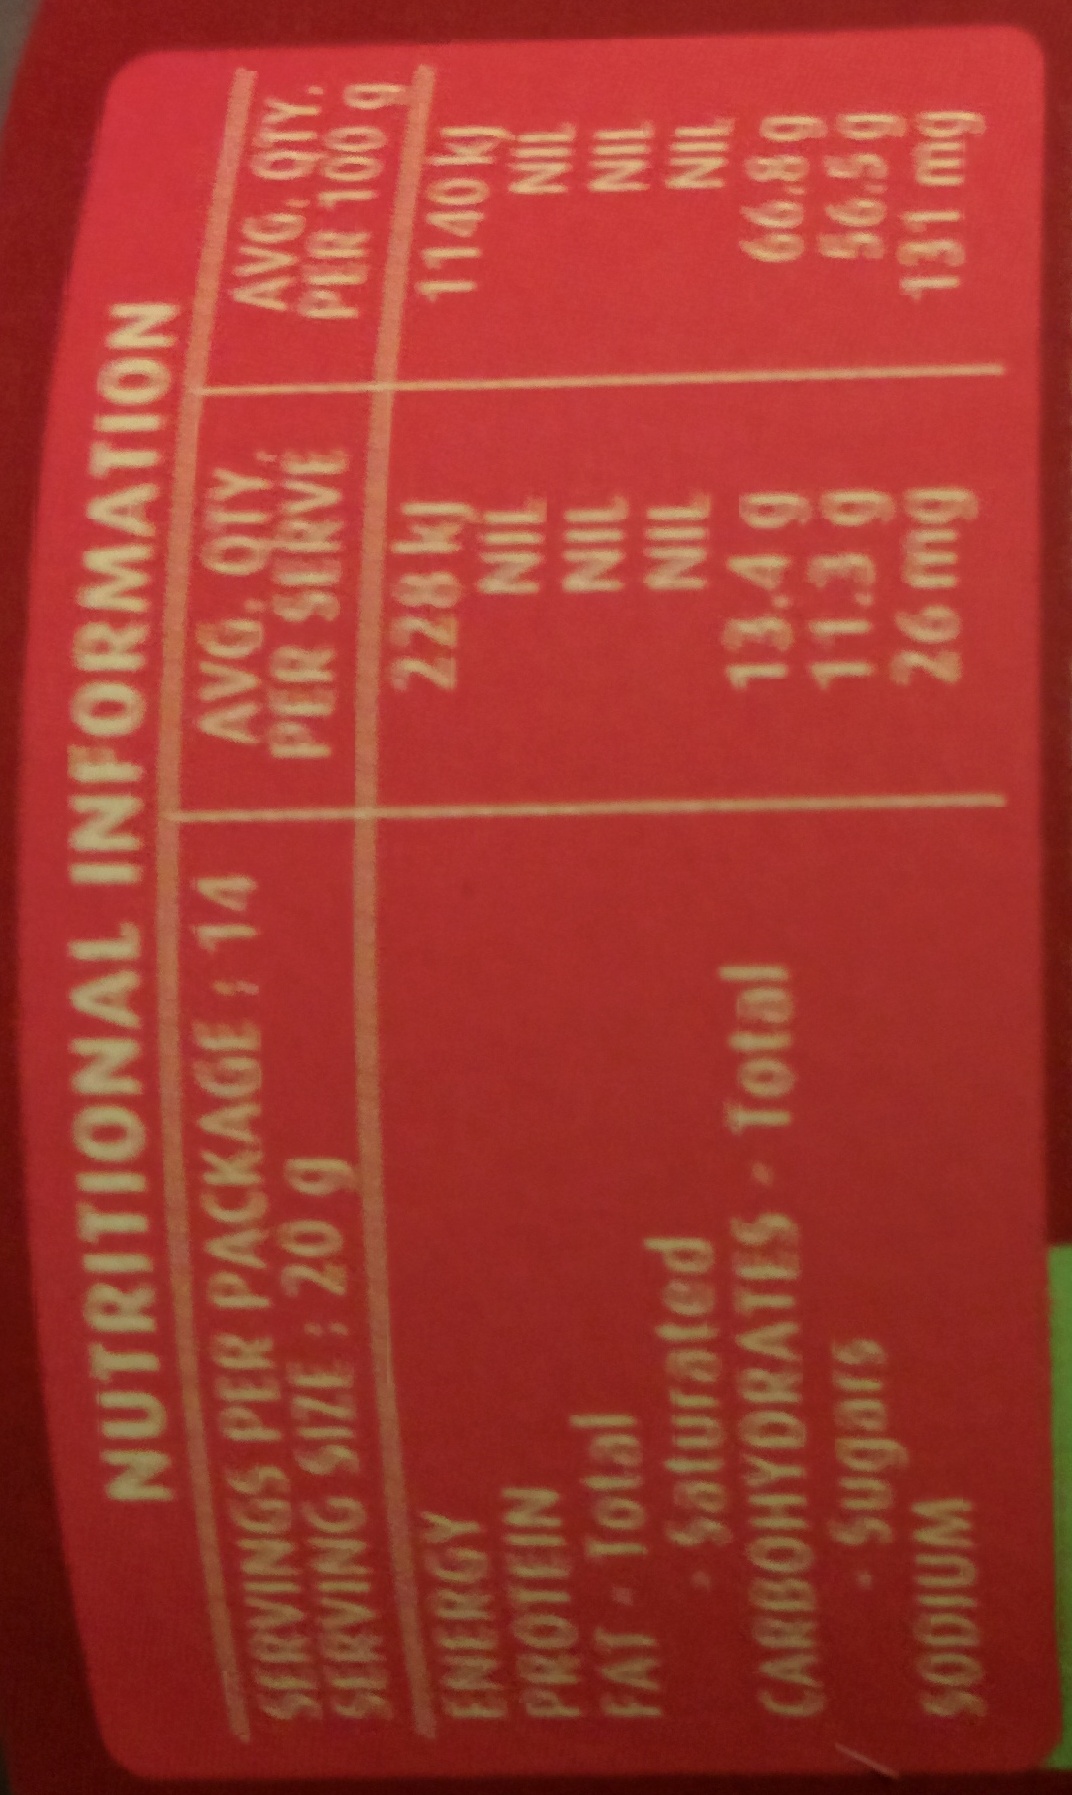 NUTRITIONAL INFORMATION
SERVINGS PER PACKAGE : 14
SERVING SIZE : 20 g
AVG. QTY.
PER SERVE
AVG. QTY.
PER 100 g
ENERGY 228 kJ 1140 kJ
PROTEIN NIL NIL
FAT - Total NIL NIL
- Saturated NIL NIL
CARBOHYDRATES - Total 13.4 g 66.8 g
- Sugars 11.3 g 56.5 g
SODIUM 26 mg 131 mg